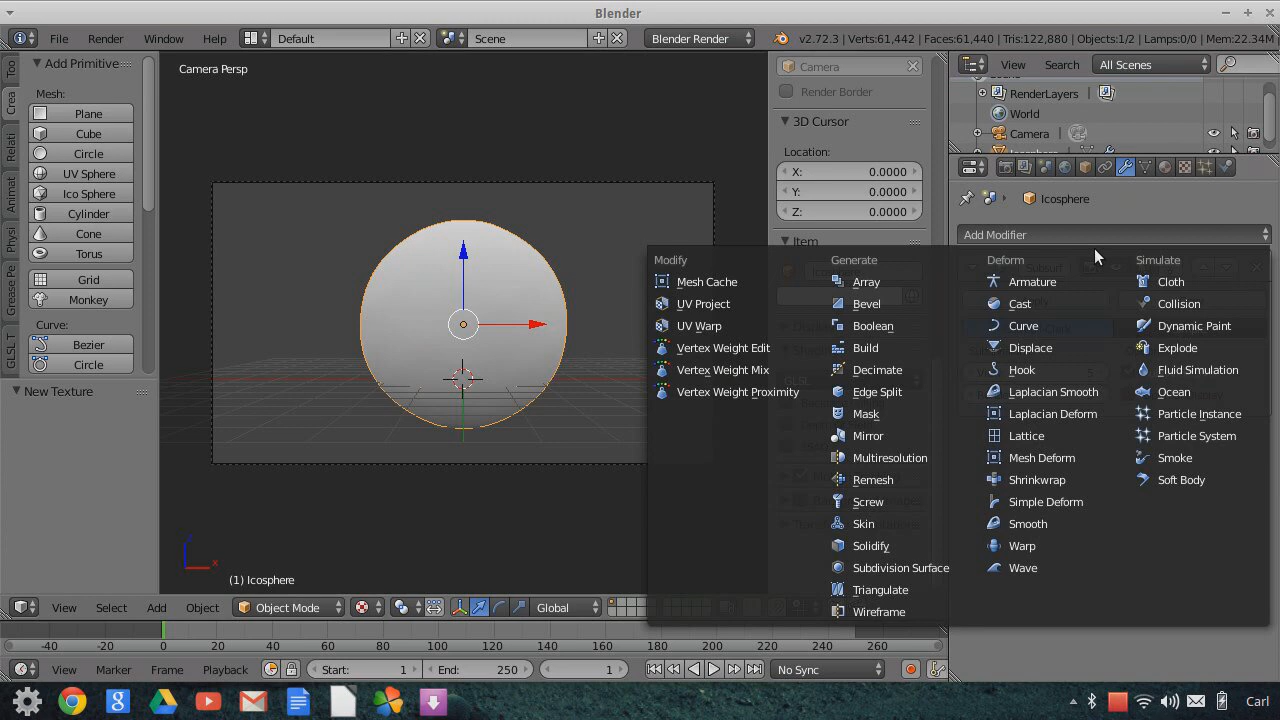 Blender
File Render Window Help Default Scene Blender Render v2.72.3 | Verts:61,442 | Faces:61,440 | Tris:122,880 | Objects:1/2 | Lamps:0/0 | Mem:22.34M
Too
Crea
Relati
Animat
Physi
Grease Pe
GLSL T
Add Primitive
Mesh:
Plane
Cube
Circle
UV Sphere
Ico Sphere
Cylinder
Cone
Torus
Grid
Monkey
Curve:
Bezier
Circle
New Texture
Camera Persp
(1) Icosphere
Camera
Render Border
3D Cursor
Location:
X: 0.0000
Y: 0.0000
Z: 0.0000
Item
View Search All Scenes
RenderLayers
World
Camera
Icosphere
Add Modifier
Modify
Mesh Cache
UV Project
UV Warp
Vertex Weight Edit
Vertex Weight Mix
Vertex Weight Proximity
Generate
Array
Bevel
Boolean
Build
Decimate
Edge Split
Mask
Mirror
Multiresolution
Remesh
Screw
Skin
Solidify
Subdivision Surface
Triangulate
Wireframe
Deform
Armature
Cast
Curve
Displace
Hook
Laplacian Smooth
Laplacian Deform
Lattice
Mesh Deform
Shrinkwrap
Simple Deform
Smooth
Warp
Wave
Simulate
Cloth
Collision
Dynamic Paint
Explode
Fluid Simulation
Ocean
Particle Instance
Particle System
Smoke
Soft Body
View Select Add Object Object Mode Global
-40 -20 0 20 40 60 80 100 120 140 160 180 200 220 240 260
View Marker Frame Playback Start: 1 End: 250 1 No Sync
Carl